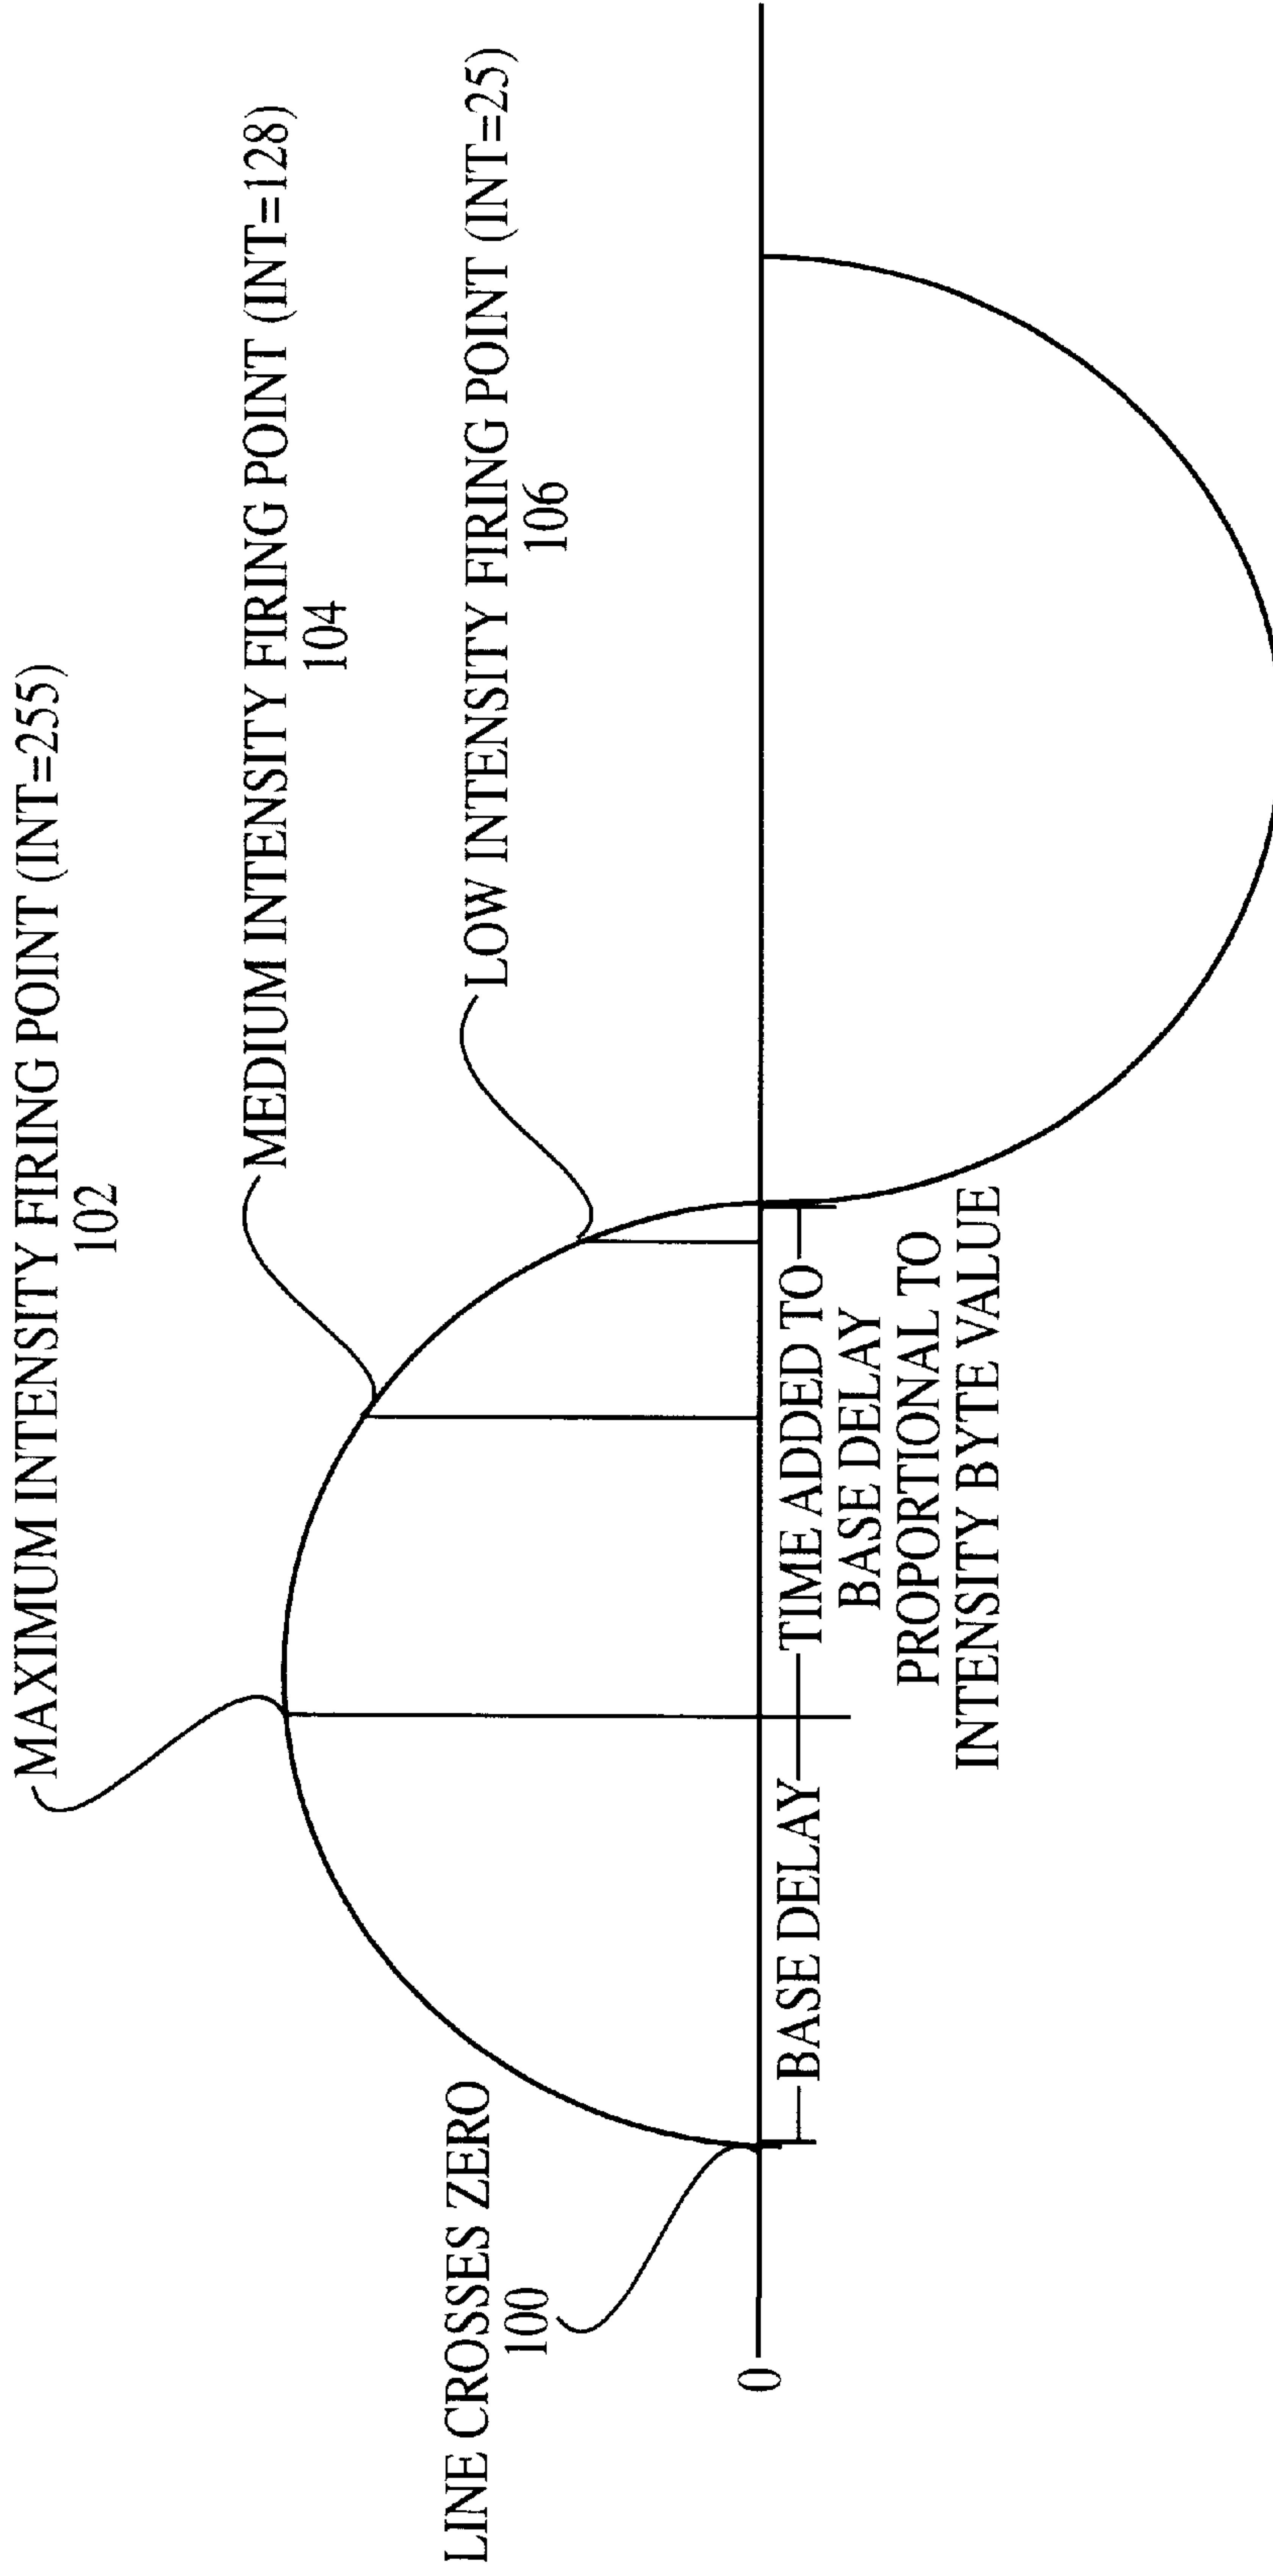 MAXIMUM INTENSITY FIRING POINT (INT=255)
102
MEDIUM INTENSITY FIRING POINT (INT=128)
104
LOW INTENSITY FIRING POINT (INT=25)
106
LINE CROSSES ZERO
100
0
BASE DELAY
TIME ADDED TO
BASE DELAY
PROPORTIONAL TO
INTENSITY BYTE VALUE